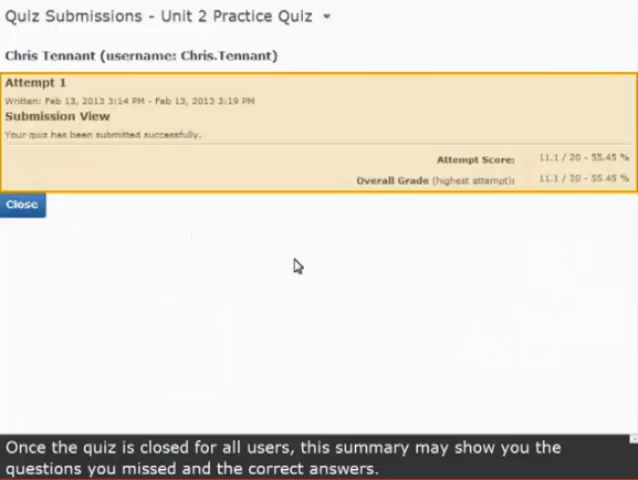 Quiz Submissions - Unit 2 Practice Quiz
Chris Tennant (username: Chris.Tennant)
Attempt 1
Written: Feb 13, 2013 3:14 PM - Feb 13, 2013 3:19 PM
Submission View
Your quiz has been submitted successfully.
Attempt Score: 11.1 / 20 - 55.45 %
Overall Grade (highest attempt): 11.1 / 20 - 55.45 %
Close
Once the quiz is closed for all users, this summary may show you the
questions you missed and the correct answers.